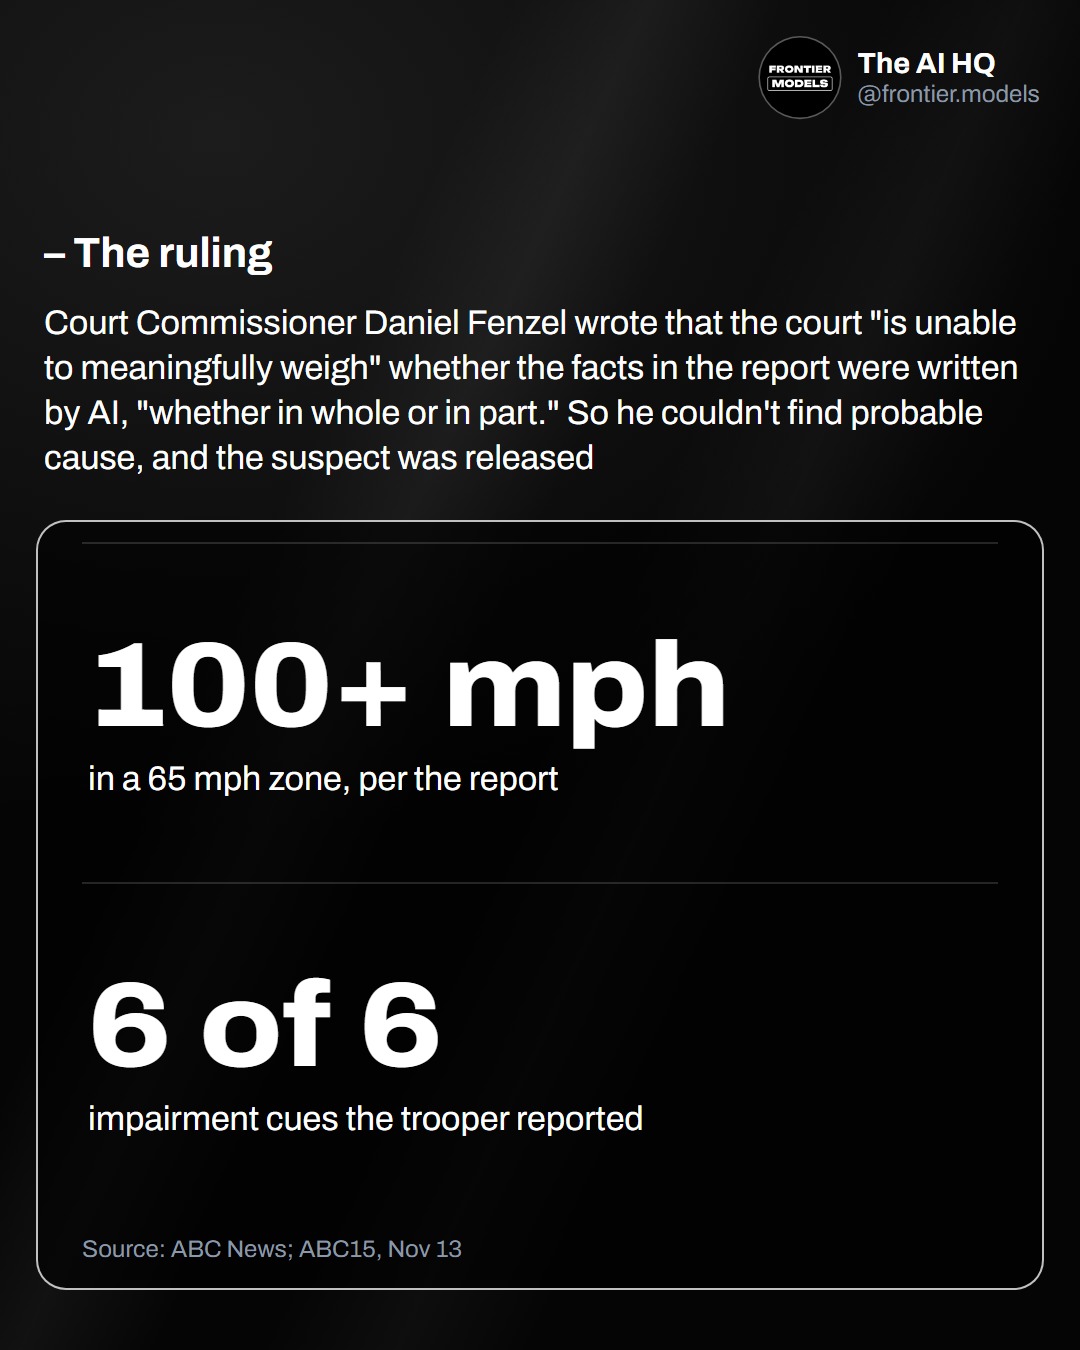 FRONTIER
MODELS
The AI HQ
@frontier.models
– The ruling
Court Commissioner Daniel Fenzel wrote that the court "is unable
to meaningfully weigh" whether the facts in the report were written
by AI, "whether in whole or in part." So he couldn't find probable
cause, and the suspect was released
100+ mph
in a 65 mph zone, per the report
6 of 6
impairment cues the trooper reported
Source: ABC News; ABC15, Nov 13